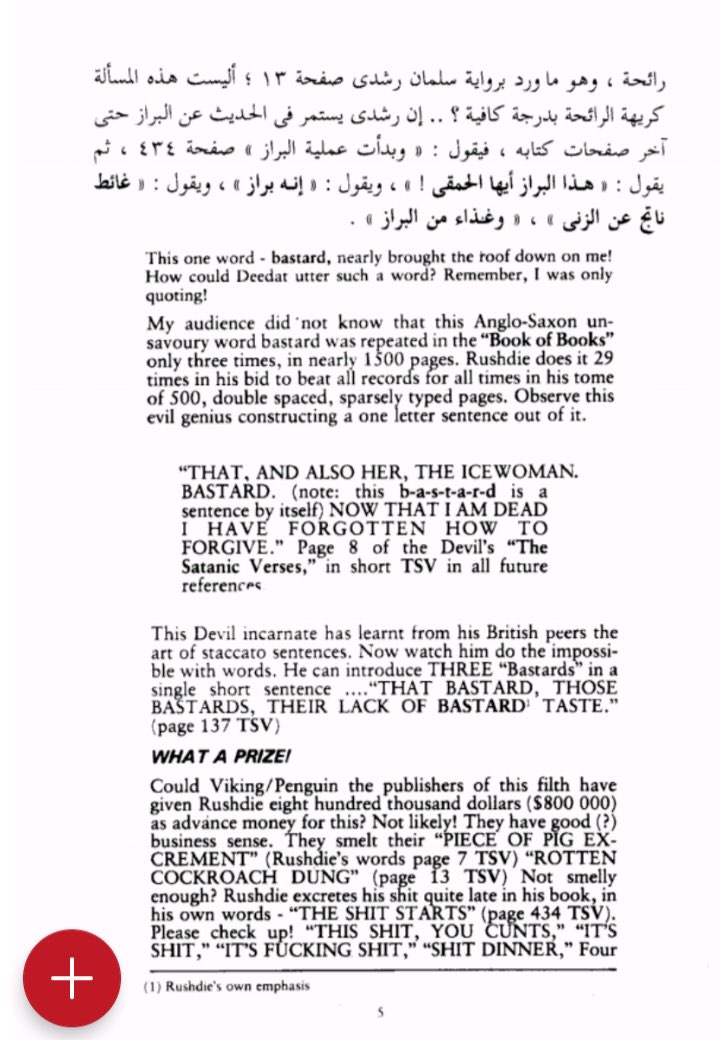 رائحة ، وهو ما ورد برواية سلمان رشدى صفحة ١٣ ؛ أليست هذه المسألة
كريهة الرائحة بدرجة كافية ؟ .. إن رشدى يستمر فى الحديث عن البراز حتى
آخر صفحات كتابه ، فيقول : « وبدأت عملية البراز » صفحة ٤٣٤ ، ثم
يقول : « هذا البراز أيها الحمقى ! » ، ويقول : « إنه براز » ، ويقول : « غائط
ناتج عن الزنى » ، « وغذاء من البراز » .
This one word - bastard, nearly brought the roof down on me!
How could Deedat utter such a word? Remember, I was only
quoting!
My audience did not know that this Anglo-Saxon un-
savoury word bastard was repeated in the “Book of Books”
only three times, in nearly 1500 pages. Rushdie does it 29
times in his bid to beat all records for all times in his tome
of 500, double spaced, sparsely typed pages. Observe this
evil genius constructing a one letter sentence out of it.
“THAT, AND ALSO HER, THE ICEWOMAN.
BASTARD. (note: this b-a-s-t-a-r-d is a
sentence by itself) NOW THAT I AM DEAD
I HAVE FORGOTTEN HOW TO
FORGIVE.” Page 8 of the Devil's “The
Satanic Verses,” in short TSV in all future
references
This Devil incarnate has learnt from his British peers the
art of staccato sentences. Now watch him do the impossi-
ble with words. He can introduce THREE “Bastards” in a
single short sentence ....“THAT BASTARD, THOSE
BASTARDS, THEIR LACK OF BASTARD¹ TASTE.”
(page 137 TSV)
WHAT A PRIZE!
Could Viking/Penguin the publishers of this filth have
given Rushdie eight hundred thousand dollars ($800 000)
as advance money for this? Not likely! They have good (?)
business sense. They smelt their “PIECE OF PIG EX-
CREMENT” (Rushdie's words page 7 TSV) “ROTTEN
COCKROACH DUNG” (page 13 TSV) Not smelly
enough? Rushdie excretes his shit quite late in his book, in
his own words - “THE SHIT STARTS” (page 434 TSV).
Please check up! “THIS SHIT, YOU CUNTS,” “IT'S
SHIT,” “IT'S FUCKING SHIT,” “SHIT DINNER,” Four
(1) Rushdie's own emphasis
5